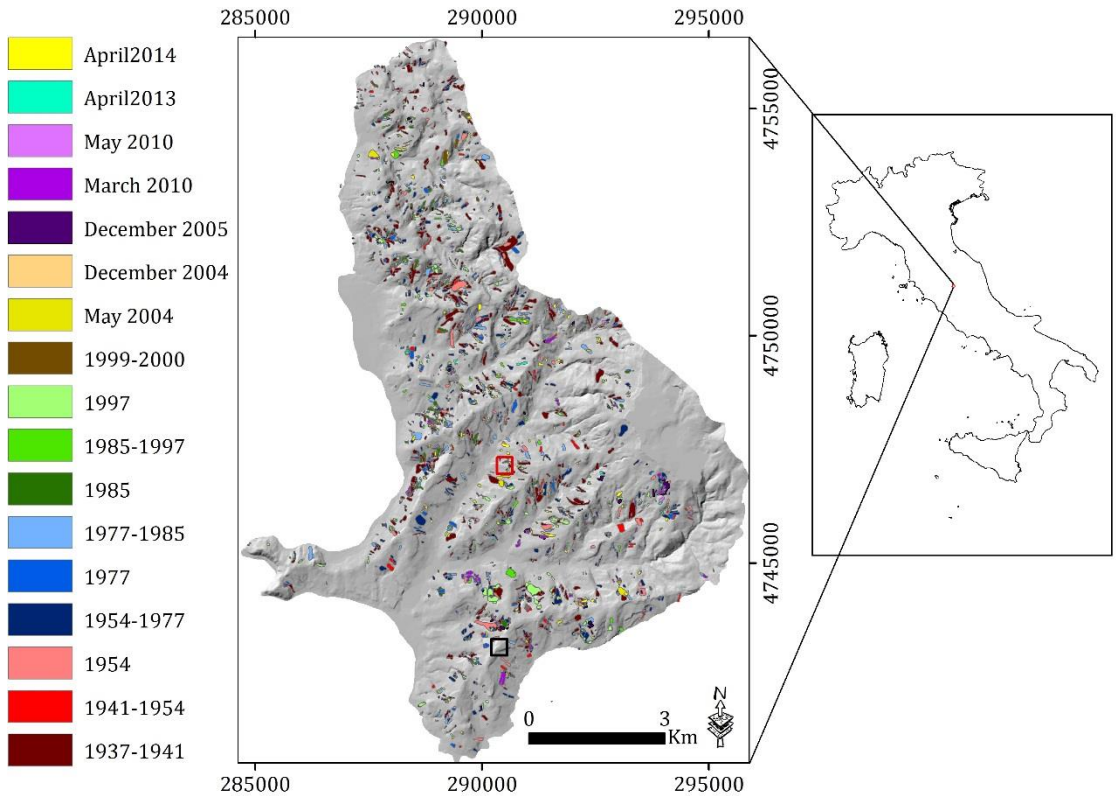 285000 290000 295000
April2014
April2013
May 2010
March 2010
December 2005
December 2004
May 2004
1999-2000
1997
1985-1997
1985
1977-1985
1977
1954-1977
1954
1941-1954
1937-1941
4755000
4750000
4745000
N
0 3
Km
285000 290000 295000